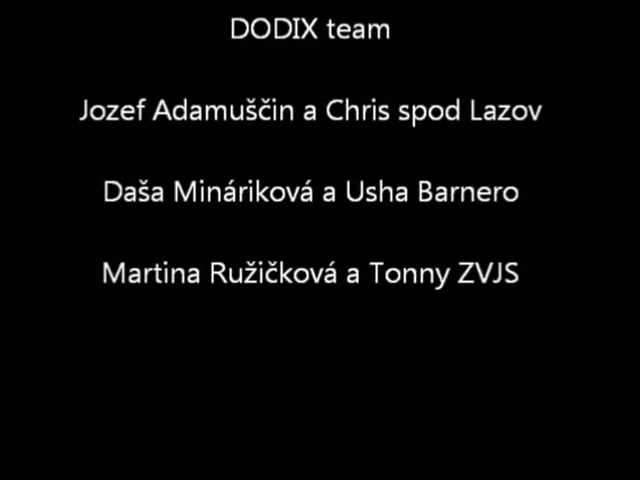 DODIX team
Jozef Adamuščin a Chris spod Lazov
Daša Mináriková a Usha Barnero
Martina Ružičková a Tonny ZVJS